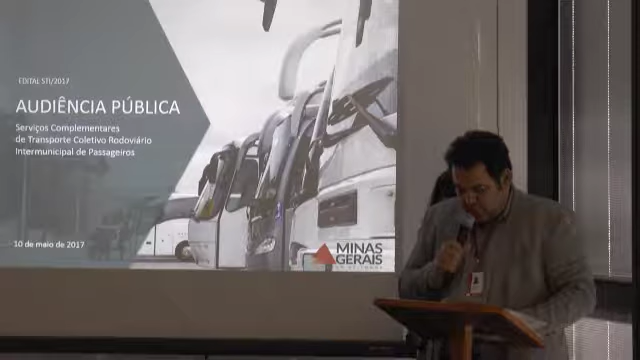 EDITAL STI/2017
AUDIÊNCIA PÚBLICA
Serviços Complementares
de Transporte Coletivo Rodoviário
Intermunicipal de Passageiros
10 de maio de 2017
MINAS
GERAIS